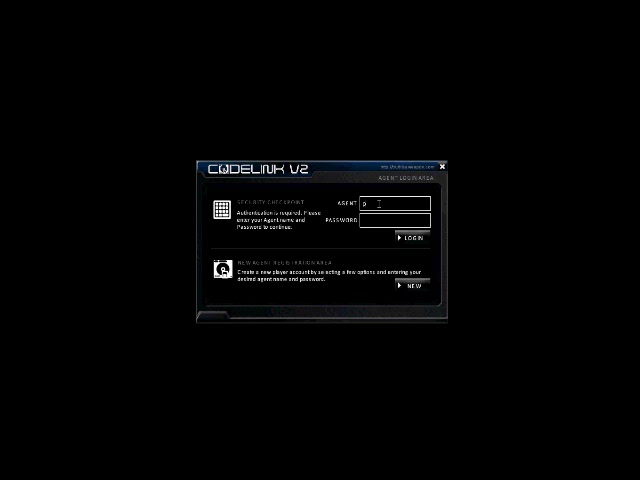 CODELINK V2
AGENT LOGIN AREA
SECURITY CHECKPOINT
Authentication is required. Please
enter your Agent name and
Password to continue.
AGENT
p
PASSWORD
LOGIN
NEW AGENT REGISTRATION AREA
Create a new player account by selecting a few options and entering your
desired agent name and password.
NEW